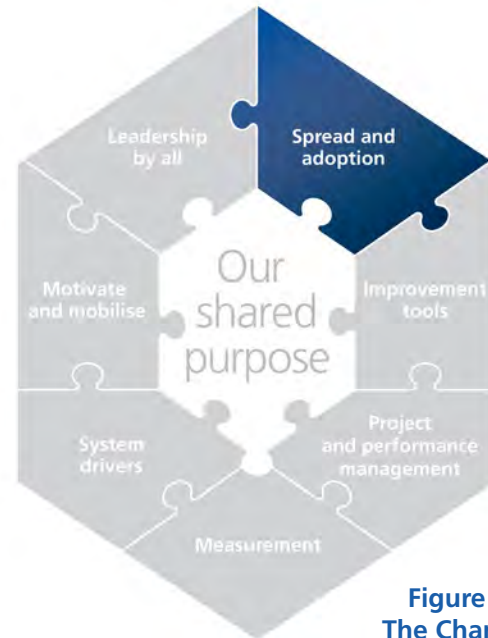 Leadership
by all
Spread and
adoption
Motivate
and mobilise
Our
shared
purpose
Improvement
tools
System
drivers
Project
and performance
management
Measurement
Figure
The Char